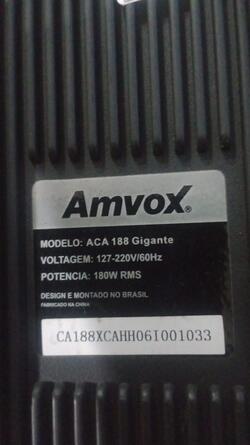 Amvox®
MODELO: ACA 188 Gigante
VOLTAGEM: 127-220V/60Hz
POTENCIA: 180W RMS
DESIGN E MONTADO NO BRASIL
FABRICADO NA CHINA
CA188XCAHH06I001033